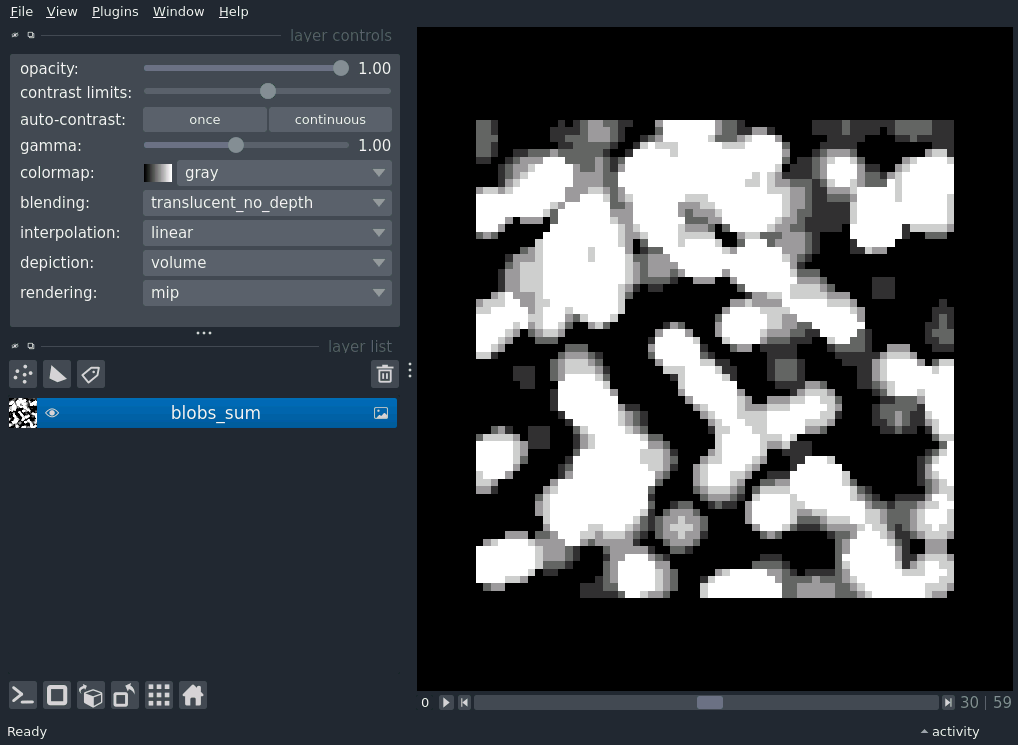 File View Plugins Window Help
layer controls
opacity: 1.00
contrast limits:
auto-contrast: once continuous
gamma: 1.00
colormap: gray
blending: translucent_no_depth
interpolation: linear
depiction: volume
rendering: mip
layer list
blobs_sum
0 30 | 59
Ready activity